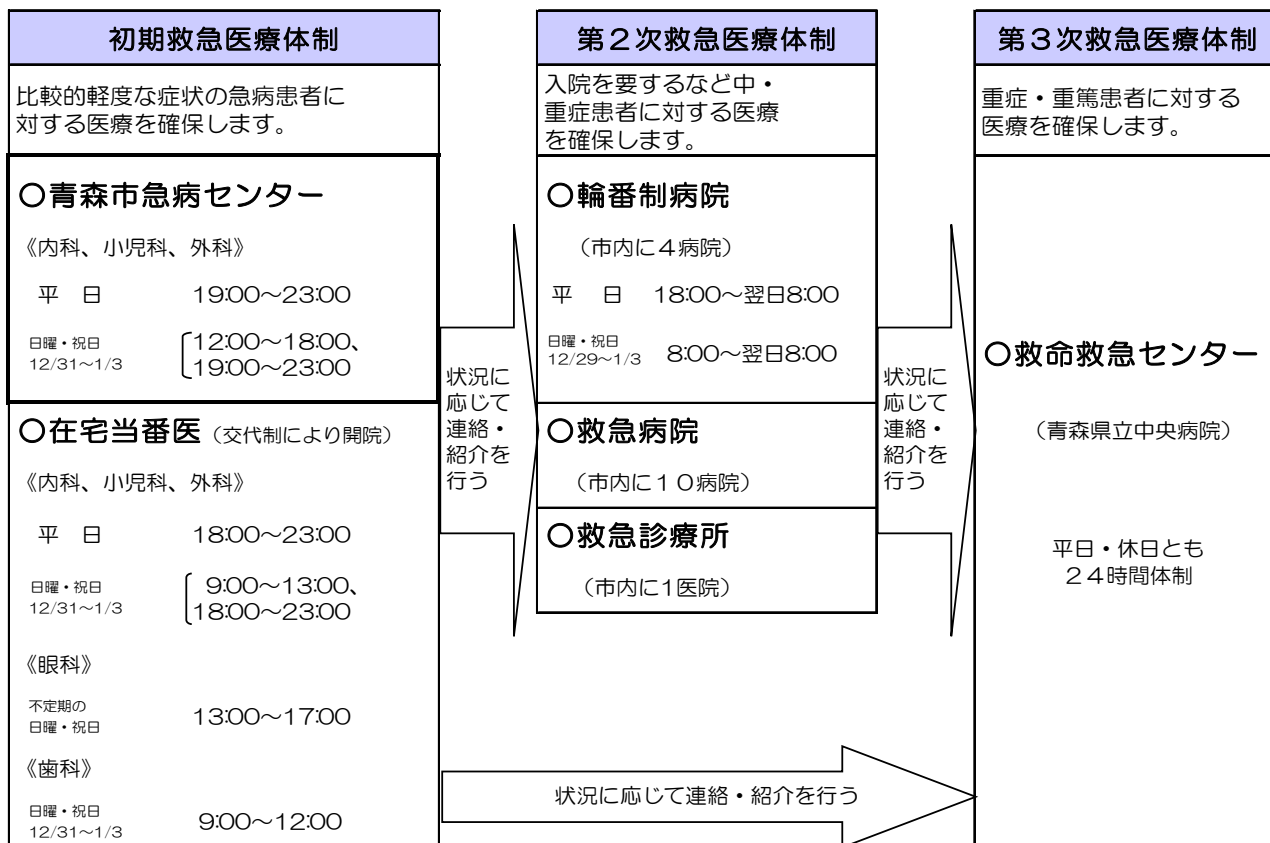 初期救急医療体制
比較的軽度な症状の急病患者に
対する医療を確保します。
〇青森市急病センター
《内科、小児科、外科》
平　日　19:00～23:00
日曜・祝日
12/31～1/3
12:00～18:00、
19:00～23:00
〇在宅当番医（交代制により開院）
《内科、小児科、外科》
平　日　18:00～23:00
日曜・祝日
12/31～1/3
9:00～13:00、
18:00～23:00
《眼科》
不定期の
日曜・祝日
13:00～17:00
《歯科》
日曜・祝日
12/31～1/3
9:00～12:00
状況に
応じて
連絡・
紹介を
行う
第２次救急医療体制
入院を要するなど中・
重症患者に対する医療
を確保します。
〇輪番制病院
（市内に４病院）
平　日　18:00～翌日8:00
日曜・祝日
12/29～1/3
8:00～翌日8:00
〇救急病院
（市内に１０病院）
〇救急診療所
（市内に1医院）
状況に
応じて
連絡・
紹介を
行う
状況に応じて連絡・紹介を行う
第３次救急医療体制
重症・重篤患者に対する
医療を確保します。
〇救命救急センター
（青森県立中央病院）
平日・休日とも
２４時間体制